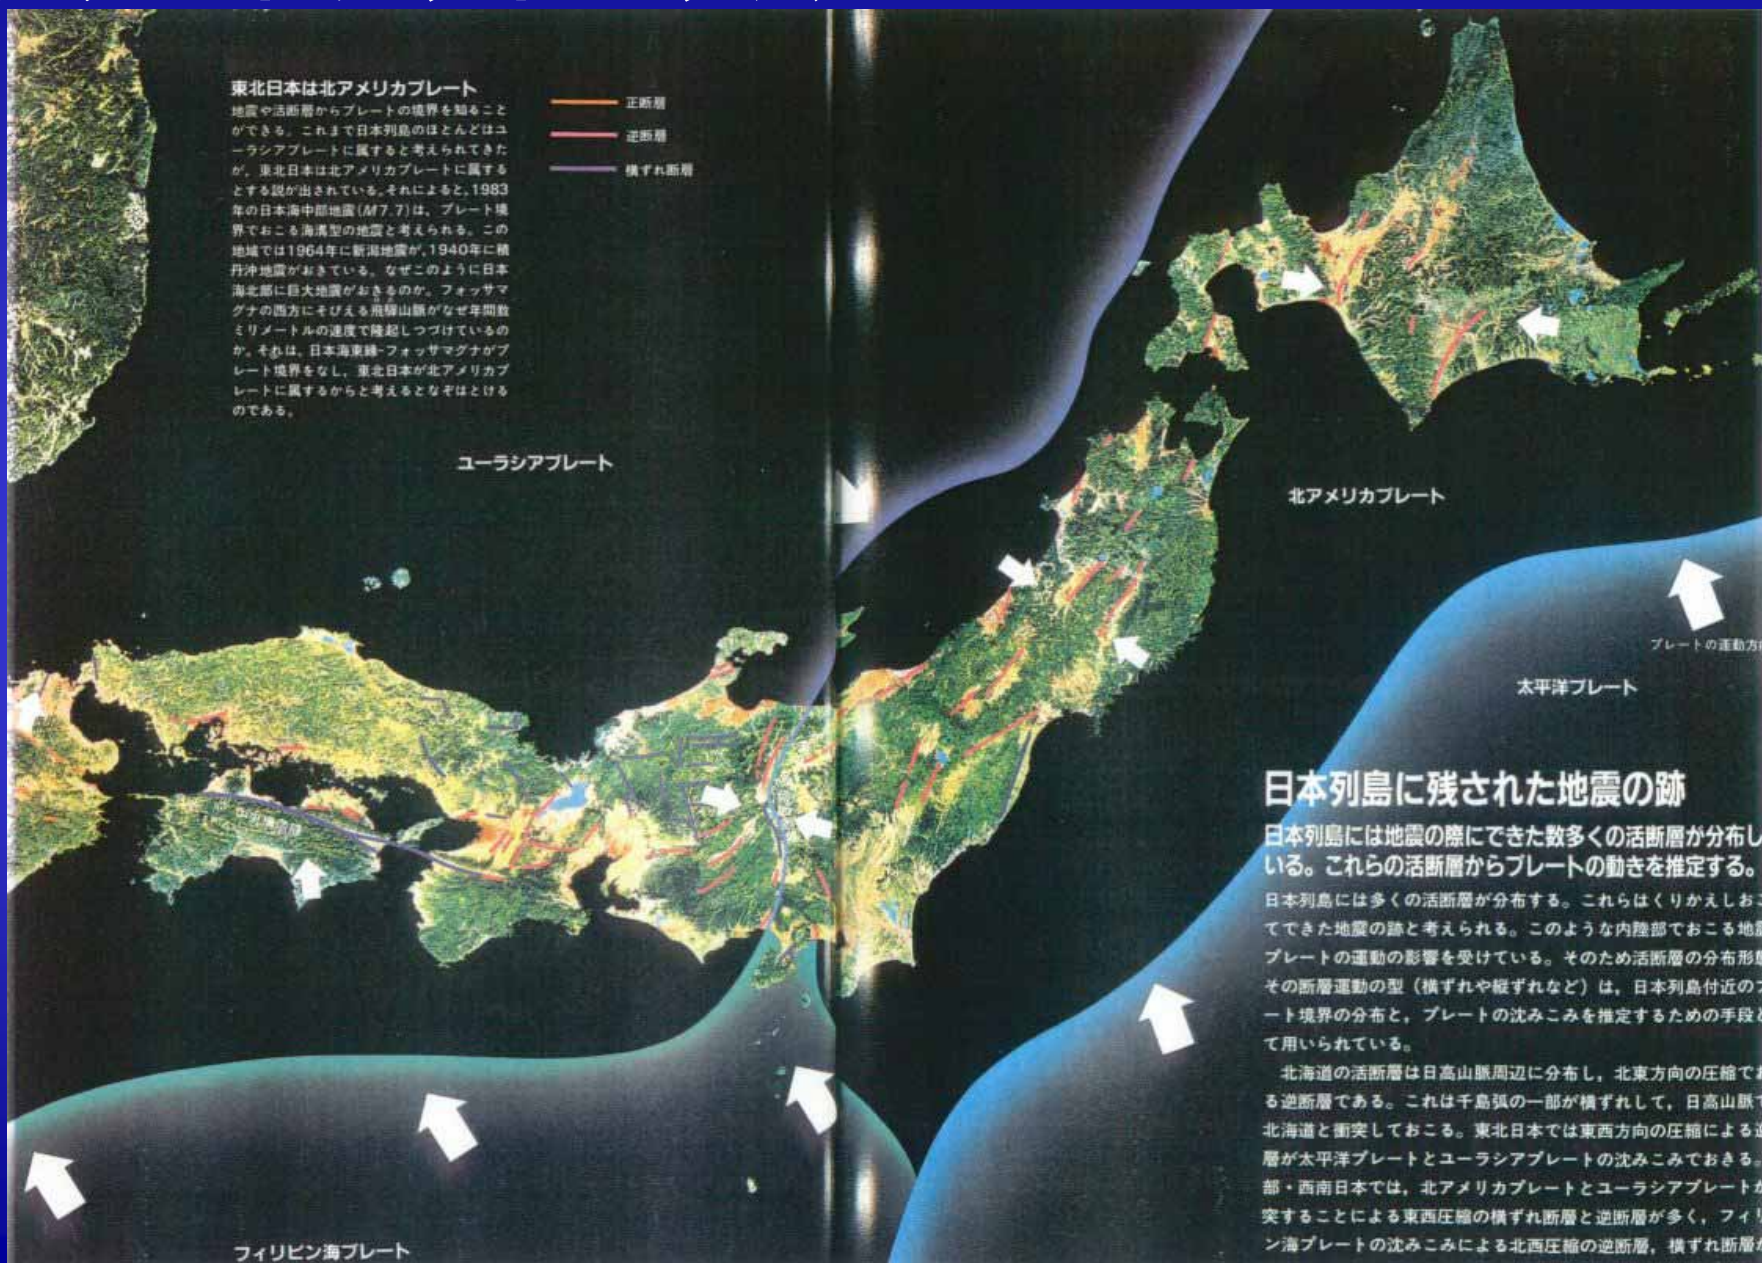 東北日本は北アメリカプレート
地震や活断層からプレートの境界を知ること
ができる。これまで日本列島のほとんどはユ
ーラシアプレートに属すると考えられてきた
が，東北日本は北アメリカプレートに属する
とする説が出されている。それによると，1983
年の日本海中部地震(M7.7)は，プレート境
界でおこる海溝型の地震と考えられる。この
地域では1964年に新潟地震が，1940年に積
丹沖地震がおきている。なぜこのように日本
海北部に巨大地震がおきるのか。フォッサマ
グナの西方にそびえる飛騨山脈がなぜ年間数
ミリメートルの速度で隆起しつづけているの
か。それは，日本海東縁-フォッサマグナがプ
レート境界をなし，東北日本が北アメリカプ
レートに属するからと考えるとなぞはとける
のである。
正断層
逆断層
横ずれ断層
ユーラシアプレート
北アメリカプレート
プレートの運動方
太平洋プレート
中央構造線
フィリピン海プレート
日本列島に残された地震の跡
日本列島には地震の際にできた数多くの活断層が分布し
いる。これらの活断層からプレートの動きを推定する。
日本列島には多くの活断層が分布する。これらはくりかえしおこ
てできた地震の跡と考えられる。このような内陸部でおこる地震
プレートの運動の影響を受けている。そのため活断層の分布形態
その断層運動の型（横ずれや縦ずれなど）は，日本列島付近のプ
ート境界の分布と，プレートの沈みこみを推定するための手段と
て用いられている。
北海道の活断層は日高山脈周辺に分布し，北東方向の圧縮でお
る逆断層である。これは千島弧の一部が横ずれして，日高山脈で
北海道と衝突しておこる。東北日本では東西方向の圧縮による逆
層が太平洋プレートとユーラシアプレートの沈みこみでおきる。
部・西南日本では，北アメリカプレートとユーラシアプレートが
突することによる東西圧縮の横ずれ断層と逆断層が多く，フィリ
ン海プレートの沈みこみによる北西圧縮の逆断層，横ずれ断層が